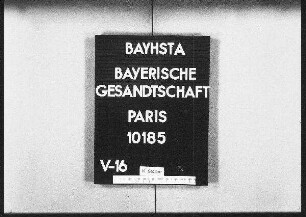 BAYHSTA
BAYERISCHE
GESANDTSCHAFT
PARIS
10185
V-16